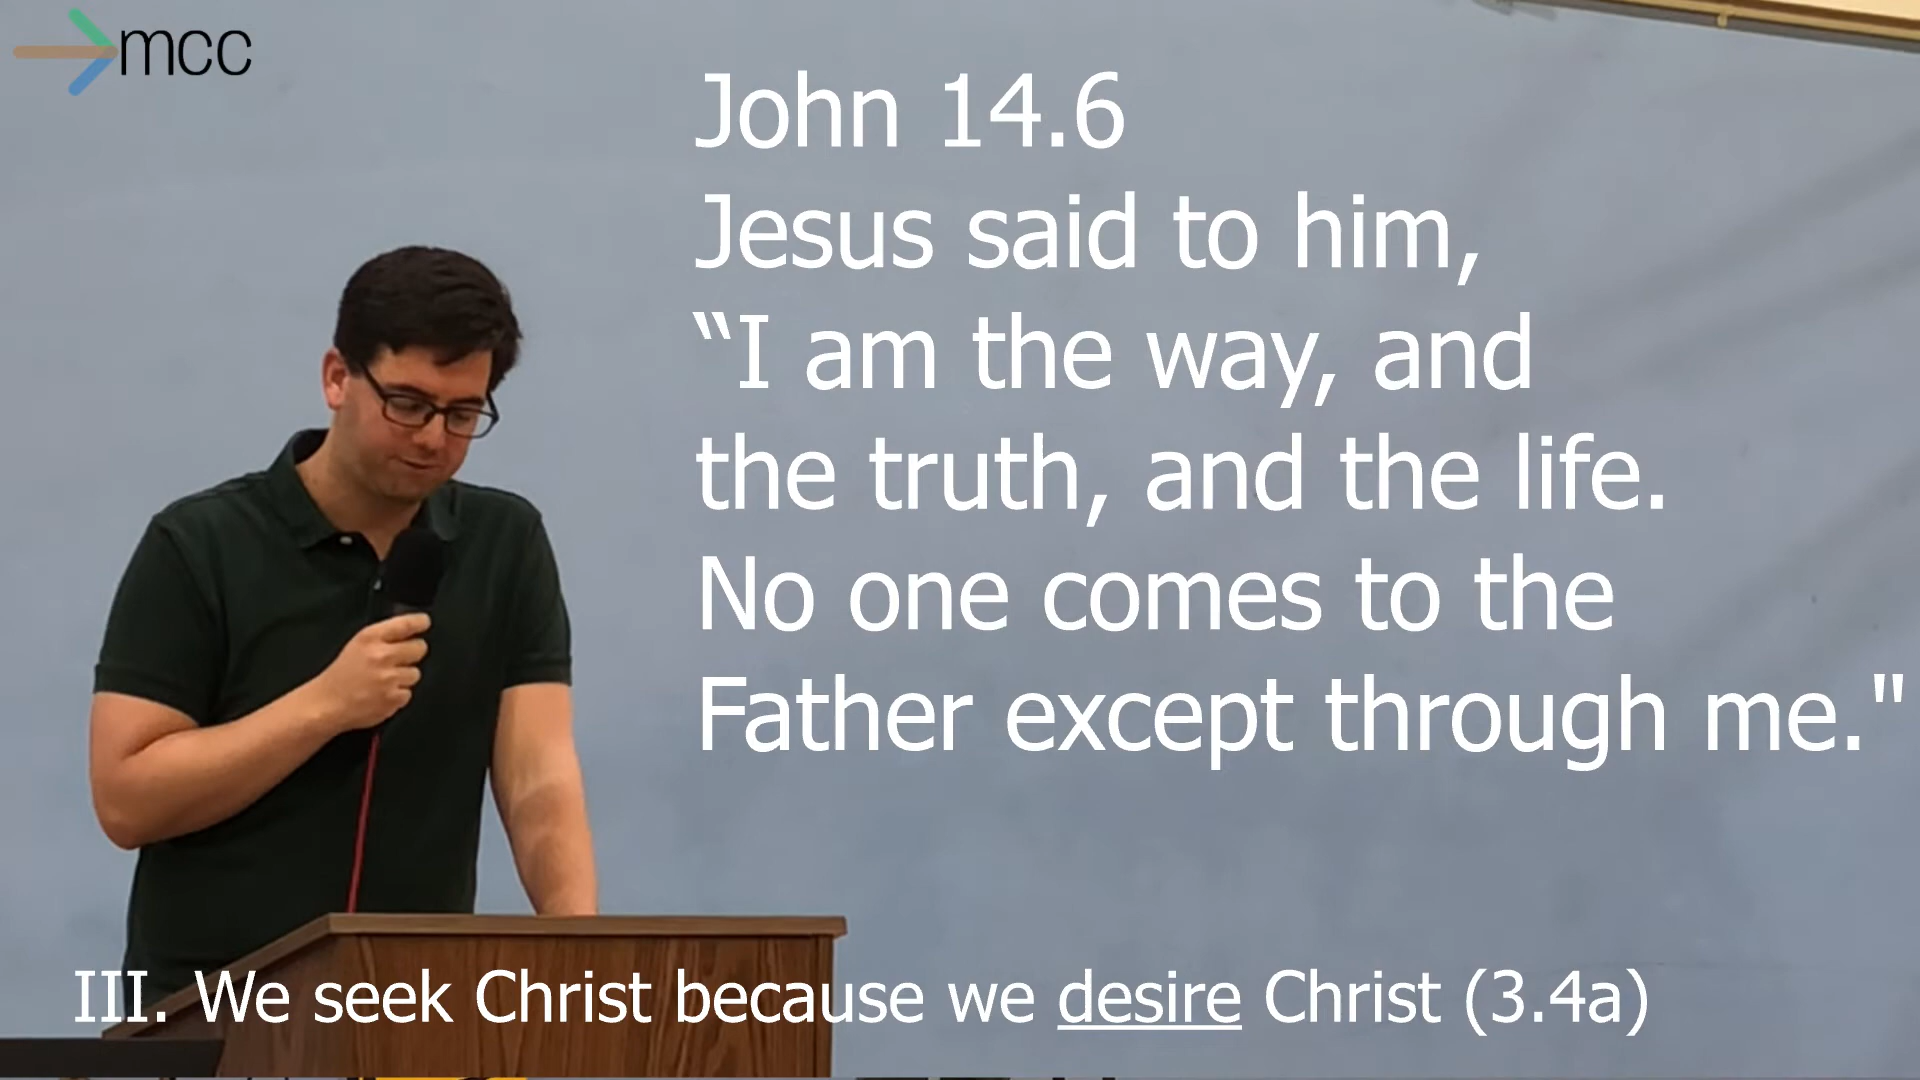 mcc
John 14.6
Jesus said to him,
“I am the way, and
the truth, and the life.
No one comes to the
Father except through me."
III. We seek Christ because we desire Christ (3.4a)